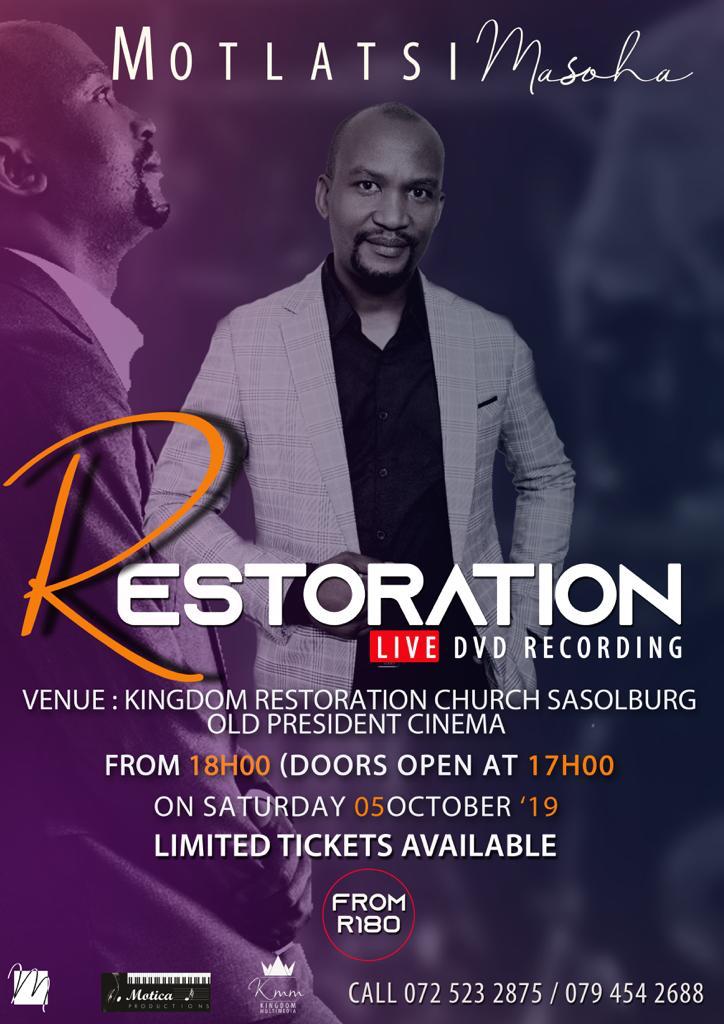 MOTLATSI Masoha
RESTORATION
LIVE DVD RECORDING
VENUE : KINGDOM RESTORATION CHURCH SASOLBURG
OLD PRESIDENT CINEMA
FROM 18H00 (DOORS OPEN AT 17H00
ON SATURDAY 05OCTOBER ‘19
LIMITED TICKETS AVAILABLE
FROM
R180
M
Motica
PRODUCTIONS
Kmm
KINGDOM
MULTIMEDIA
CALL 072 523 2875 / 079 454 2688